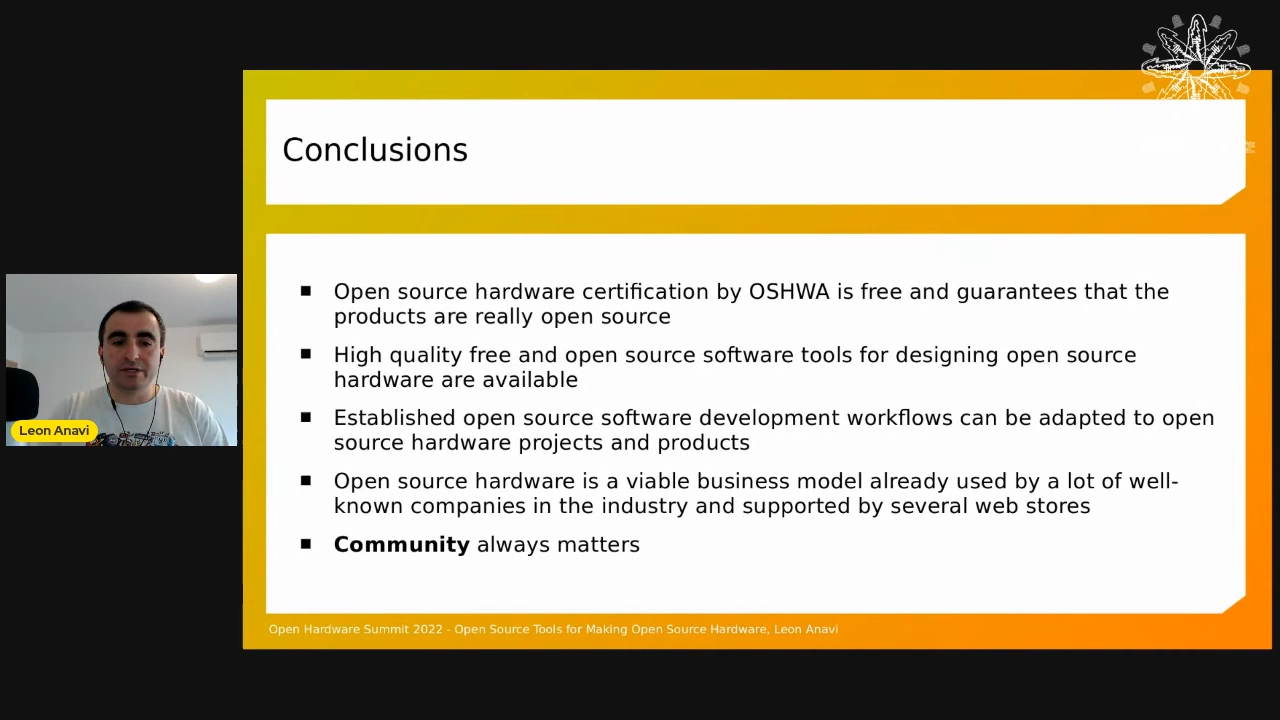 Conclusions
Open source hardware certification by OSHWA is free and guarantees that the
products are really open source
High quality free and open source software tools for designing open source
hardware are available
Established open source software development workflows can be adapted to open
source hardware projects and products
Open source hardware is a viable business model already used by a lot of well-
known companies in the industry and supported by several web stores
Community always matters
Open Hardware Summit 2022 - Open Source Tools for Making Open Source Hardware, Leon Anavi
Leon Anavi